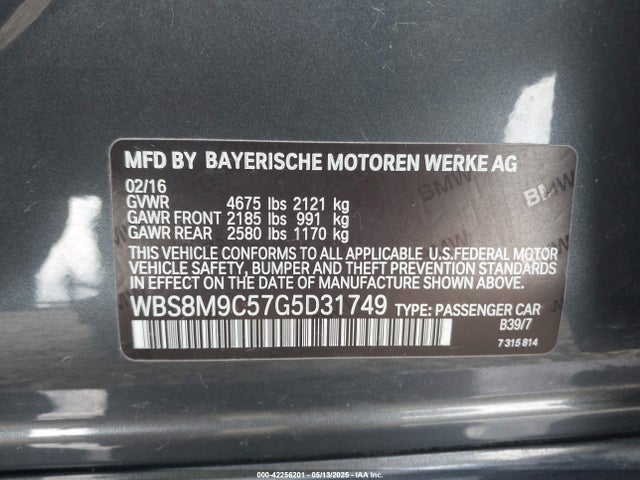 MFD BY BAYERISCHE MOTOREN WERKE AG
02/16
GVWR 4675 lbs 2121 kg
GAWR FRONT 2185 lbs 991 kg
GAWR REAR 2580 lbs 1170 kg
THIS VEHICLE CONFORMS TO ALL APPLICABLE U.S.FEDERAL MOTOR
VEHICLE SAFETY, BUMPER AND THEFT PREVENTION STANDARDS
IN EFFECT ON THE DATE OF MANUFACTURE SHOWN ABOVE.
WBS8M9C57G5D31749 TYPE: PASSENGER CAR
B39/7
7 315 814
BMW
BMW
000-42256201 - 05/13/2025 - IAAI Inc.